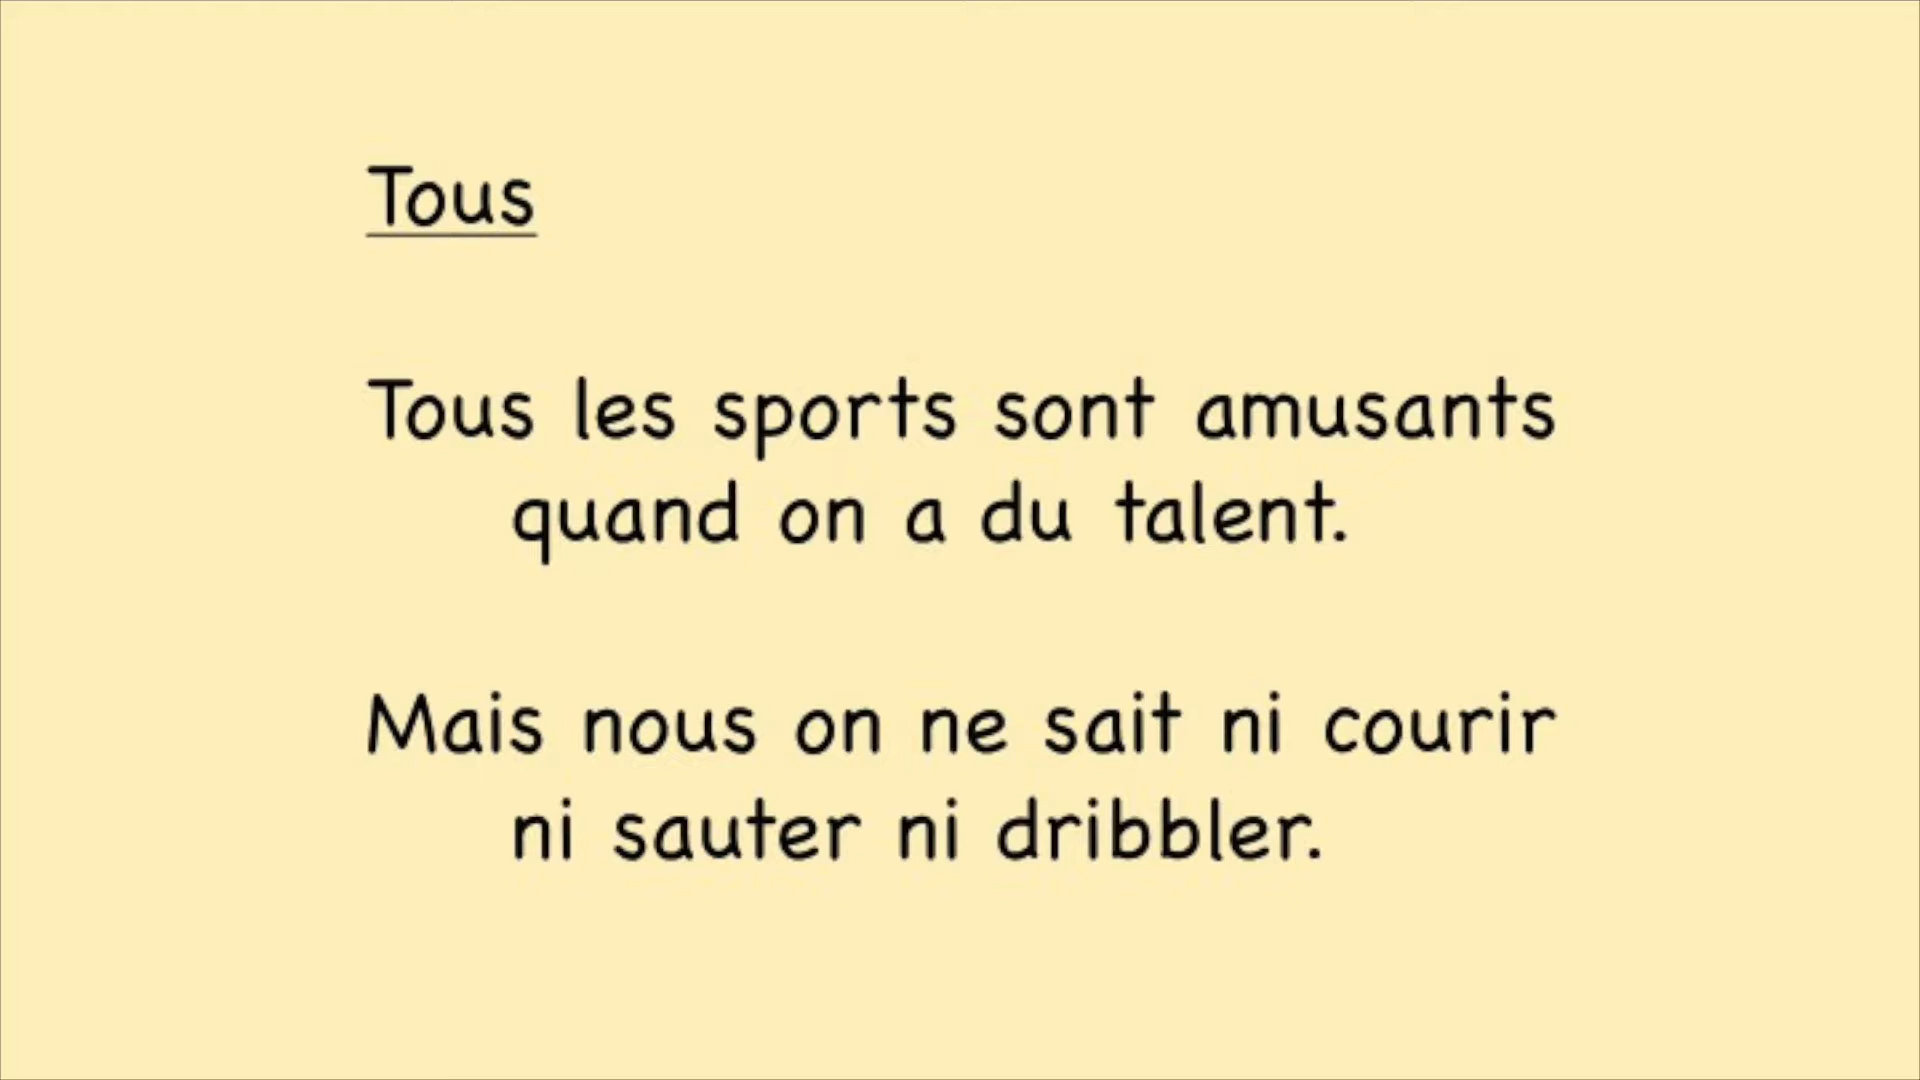 Tous
Tous les sports sont amusants
quand on a du talent.
Mais nous on ne sait ni courir
ni sauter ni dribbler.